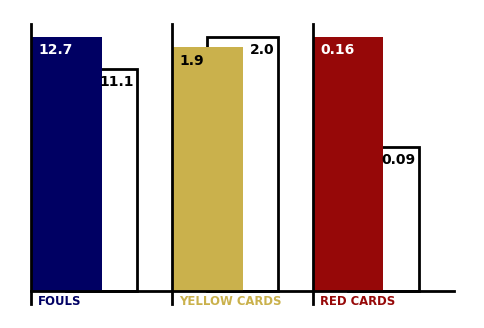 12.7
11.1
1.9
2.0
0.16
0.09
FOULS
YELLOW CARDS
RED CARDS